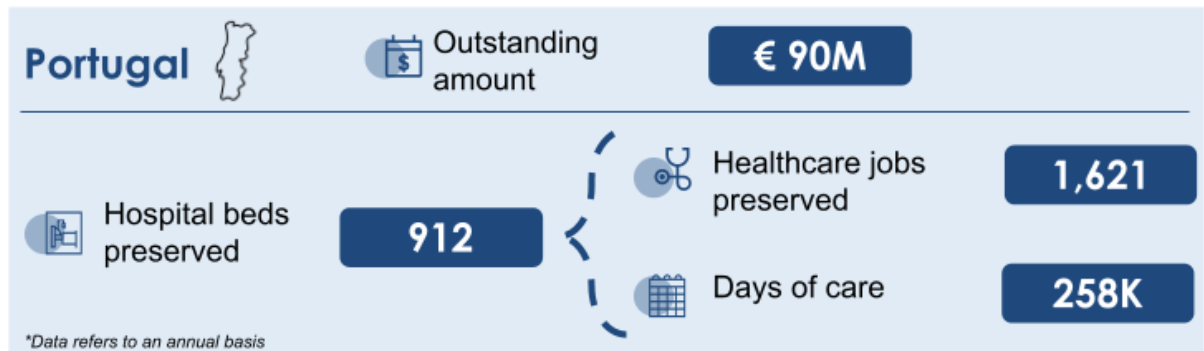 Portugal
Outstanding
amount
€ 90M
Hospital beds
preserved
912
Healthcare jobs
preserved
1,621
Days of care
258K
*Data refers to an annual basis